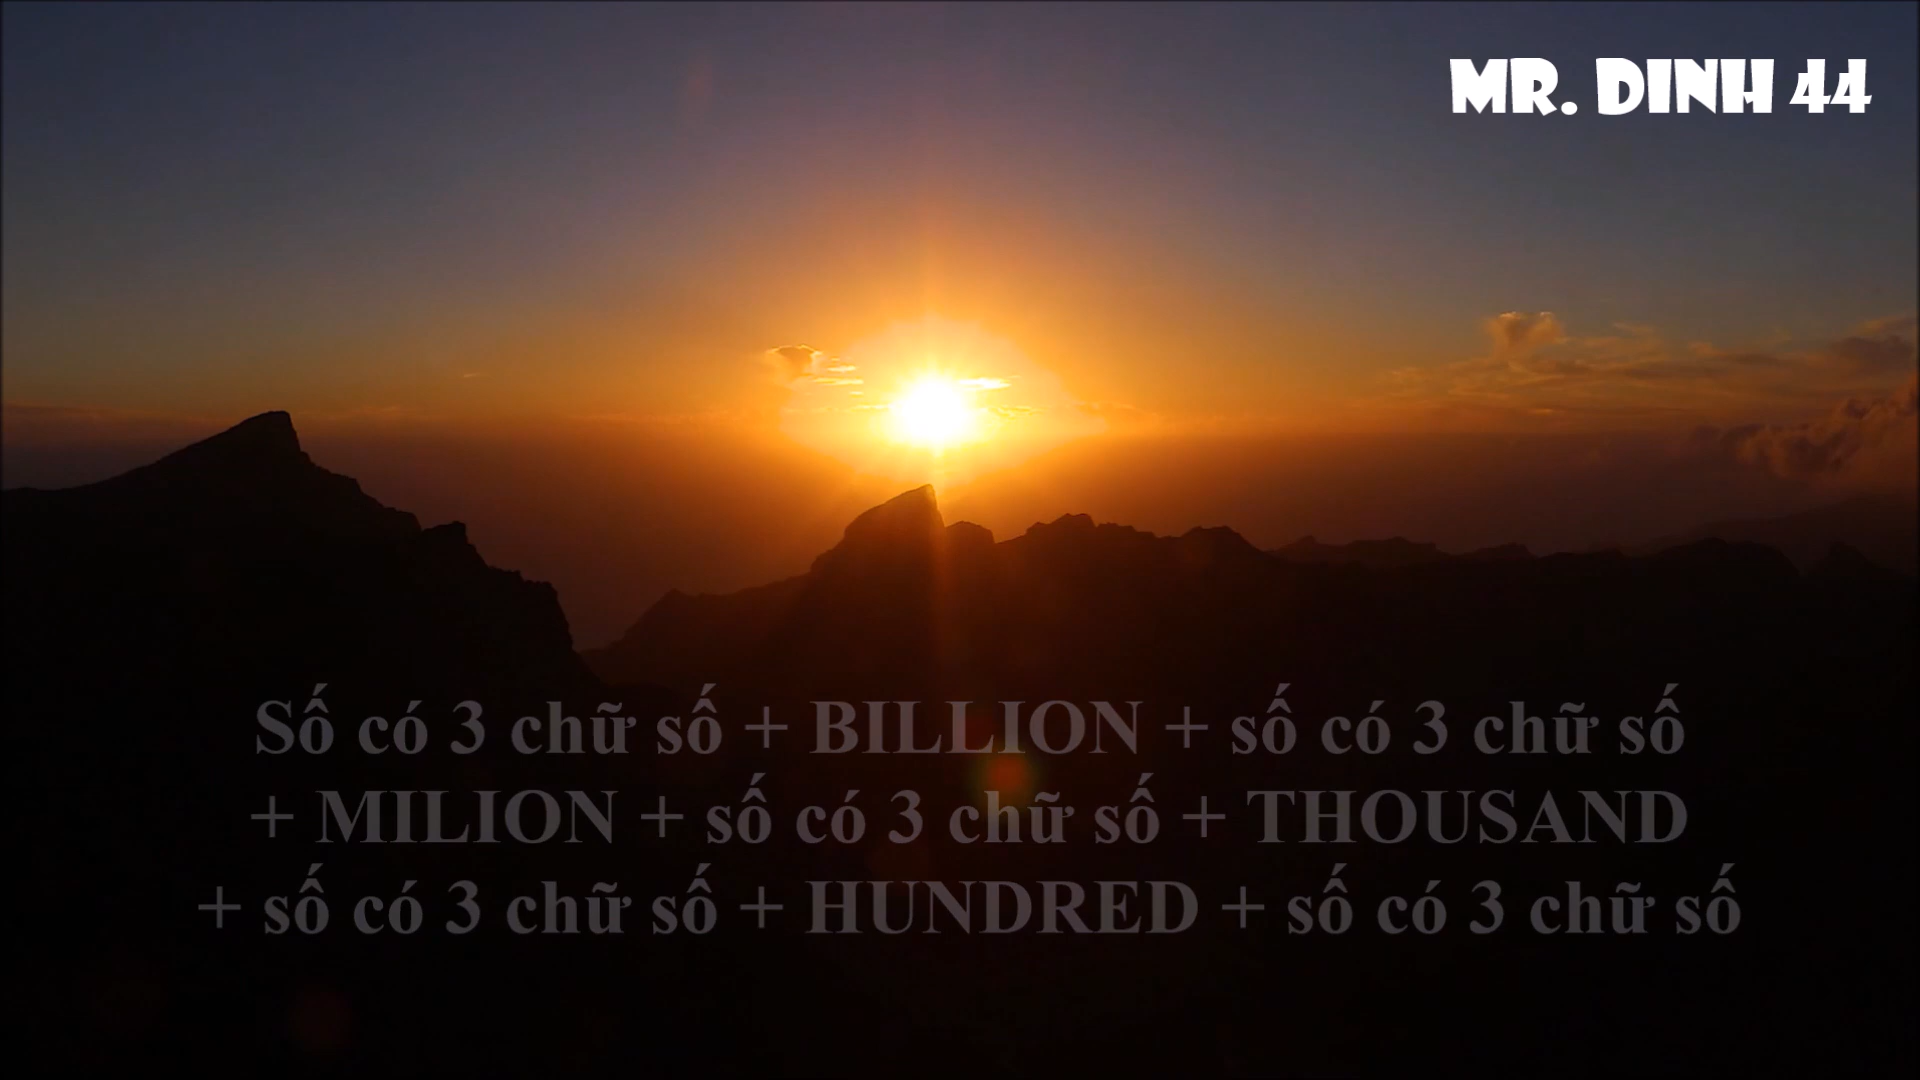 MR. DINH 44
Số có 3 chữ số + BILLION + số có 3 chữ số
+ MILION + số có 3 chữ số + THOUSAND
+ số có 3 chữ số + HUNDRED + số có 3 chữ số